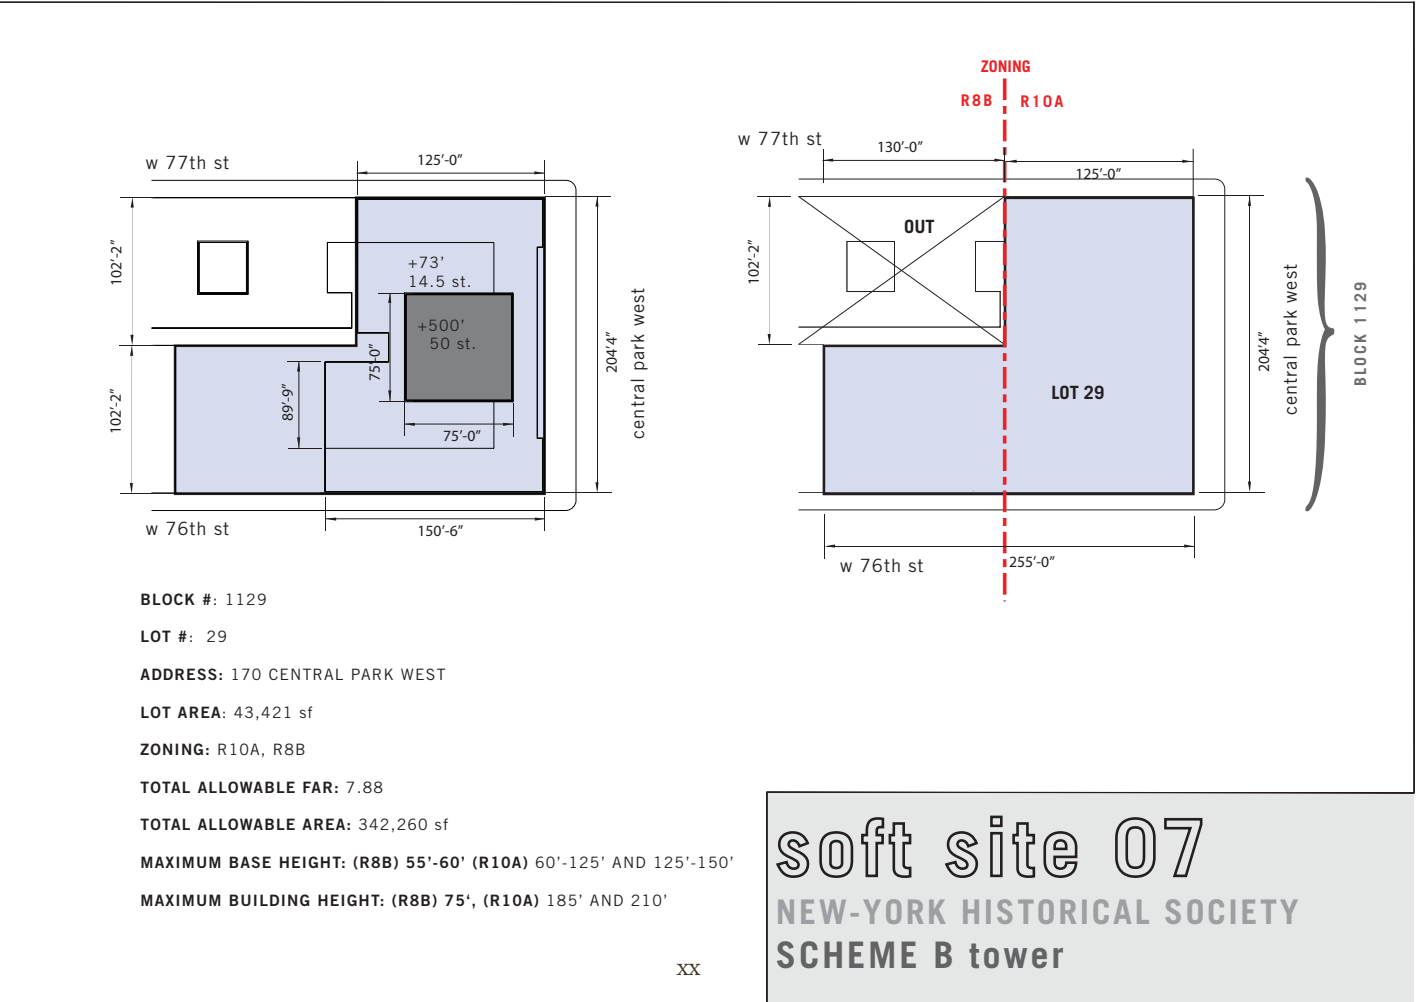 w 77th st
125'-0"
102'-2"
+73'
14.5 st.
+500'
50 st.
75'-0"
89'-9"
75'-0"
102'-2"
204'4"
central park west
w 76th st
150'-6"
ZONING
R8B R10A
w 77th st
130'-0"
125'-0"
OUT
102'-2"
LOT 29
204'4"
central park west
BLOCK 1129
w 76th st
255'-0"
BLOCK #: 1129
LOT #: 29
ADDRESS: 170 CENTRAL PARK WEST
LOT AREA: 43,421 sf
ZONING: R10A, R8B
TOTAL ALLOWABLE FAR: 7.88
TOTAL ALLOWABLE AREA: 342,260 sf
MAXIMUM BASE HEIGHT: (R8B) 55'-60' (R10A) 60'-125' AND 125'-150'
MAXIMUM BUILDING HEIGHT: (R8B) 75‘, (R10A) 185' AND 210'
xx
soft site 07
NEW-YORK HISTORICAL SOCIETY
SCHEME B tower